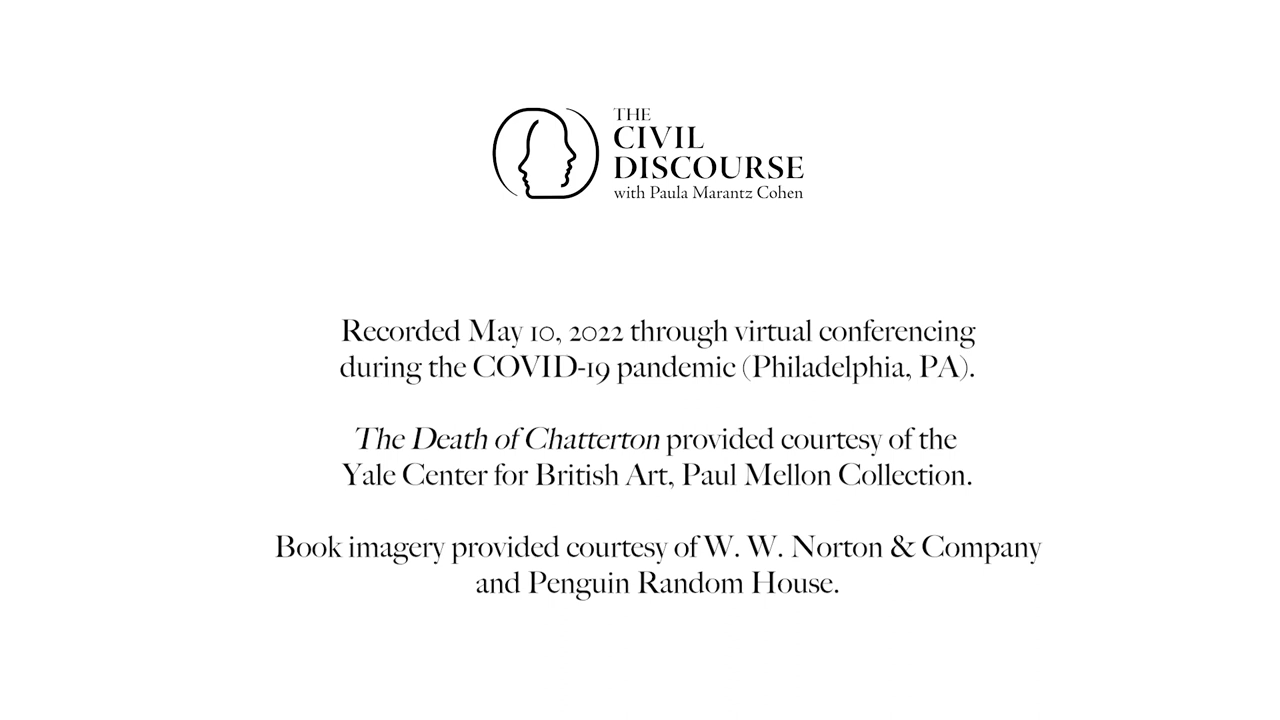 THE
CIVIL
DISCOURSE
with Paula Marantz Cohen
Recorded May 10, 2022 through virtual conferencing
during the COVID-19 pandemic (Philadelphia, PA).
The Death of Chatterton provided courtesy of the
Yale Center for British Art, Paul Mellon Collection.
Book imagery provided courtesy of W. W. Norton & Company
and Penguin Random House.